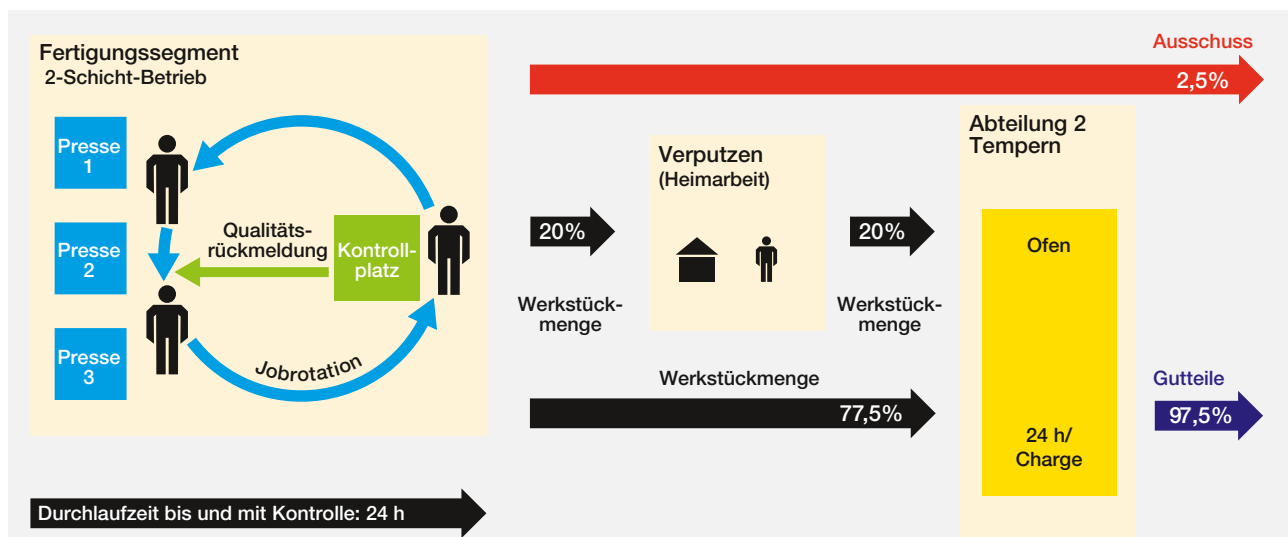 Fertigungssegment
2-Schicht-Betrieb
Presse
1
Presse
2
Presse
3
Qualitäts-
rückmeldung
Kontroll-
platz
Jobrotation
Durchlaufzeit bis und mit Kontrolle: 24 h
Ausschuss
2,5%
20%
Werkstück-
menge
Verputzen
(Heimarbeit)
20%
Werkstück-
menge
Werkstückmenge
77,5%
Abteilung 2
Tempern
Ofen
24 h/
Charge
Gutteile
97,5%